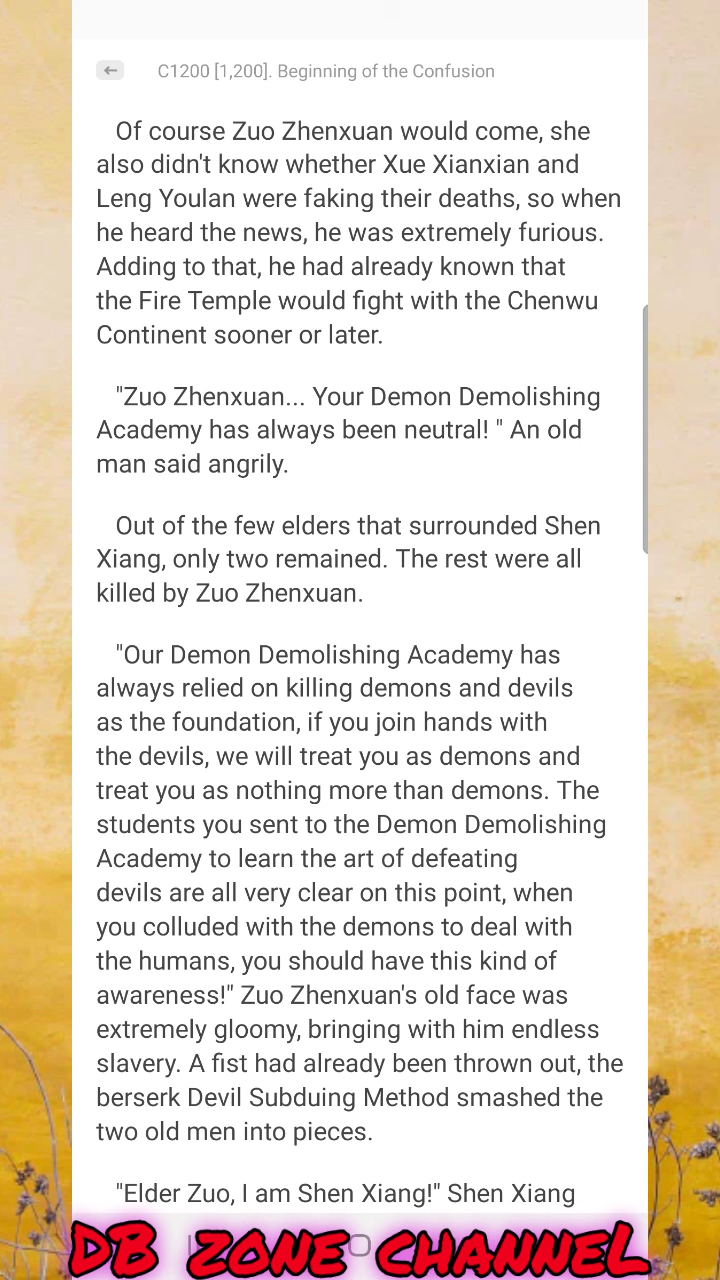 C1200 [1,200]. Beginning of the Confusion
Of course Zuo Zhenxuan would come, she
also didn't know whether Xue Xianxian and
Leng Youlan were faking their deaths, so when
he heard the news, he was extremely furious.
Adding to that, he had already known that
the Fire Temple would fight with the Chenwu
Continent sooner or later.
"Zuo Zhenxuan... Your Demon Demolishing
Academy has always been neutral! " An old
man said angrily.
Out of the few elders that surrounded Shen
Xiang, only two remained. The rest were all
killed by Zuo Zhenxuan.
"Our Demon Demolishing Academy has
always relied on killing demons and devils
as the foundation, if you join hands with
the devils, we will treat you as demons and
treat you as nothing more than demons. The
students you sent to the Demon Demolishing
Academy to learn the art of defeating
devils are all very clear on this point, when
you colluded with the demons to deal with
the humans, you should have this kind of
awareness!" Zuo Zhenxuan's old face was
extremely gloomy, bringing with him endless
slavery. A fist had already been thrown out, the
berserk Devil Subduing Method smashed the
two old men into pieces.
"Elder Zuo, I am Shen Xiang!" Shen Xiang
DB ZONE CHANNEL